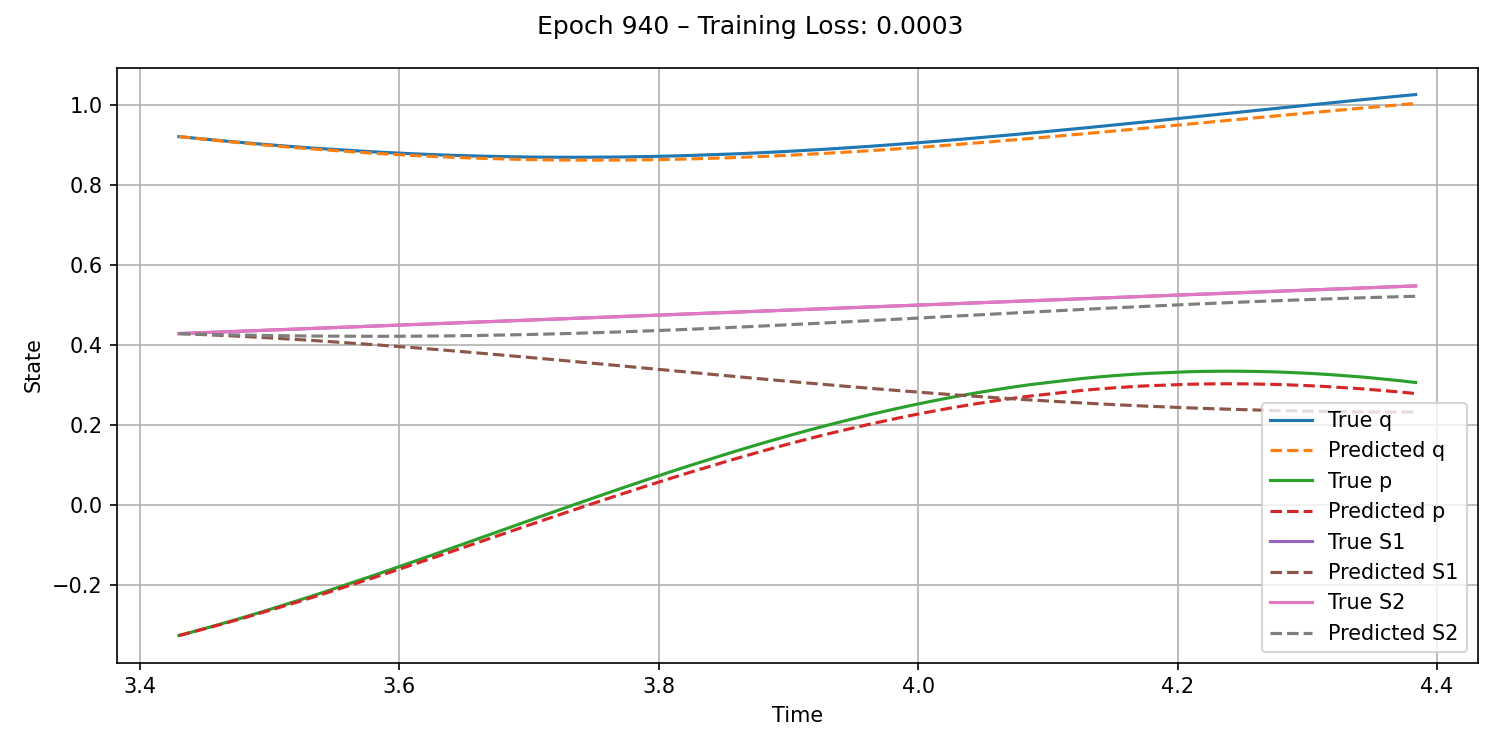 Epoch 940 – Training Loss: 0.0003
State
1.0
0.8
0.6
0.4
0.2
0.0
−0.2
True q
Predicted q
True p
Predicted p
True S1
Predicted S1
True S2
Predicted S2
3.4 3.6 3.8 4.0 4.2 4.4
Time